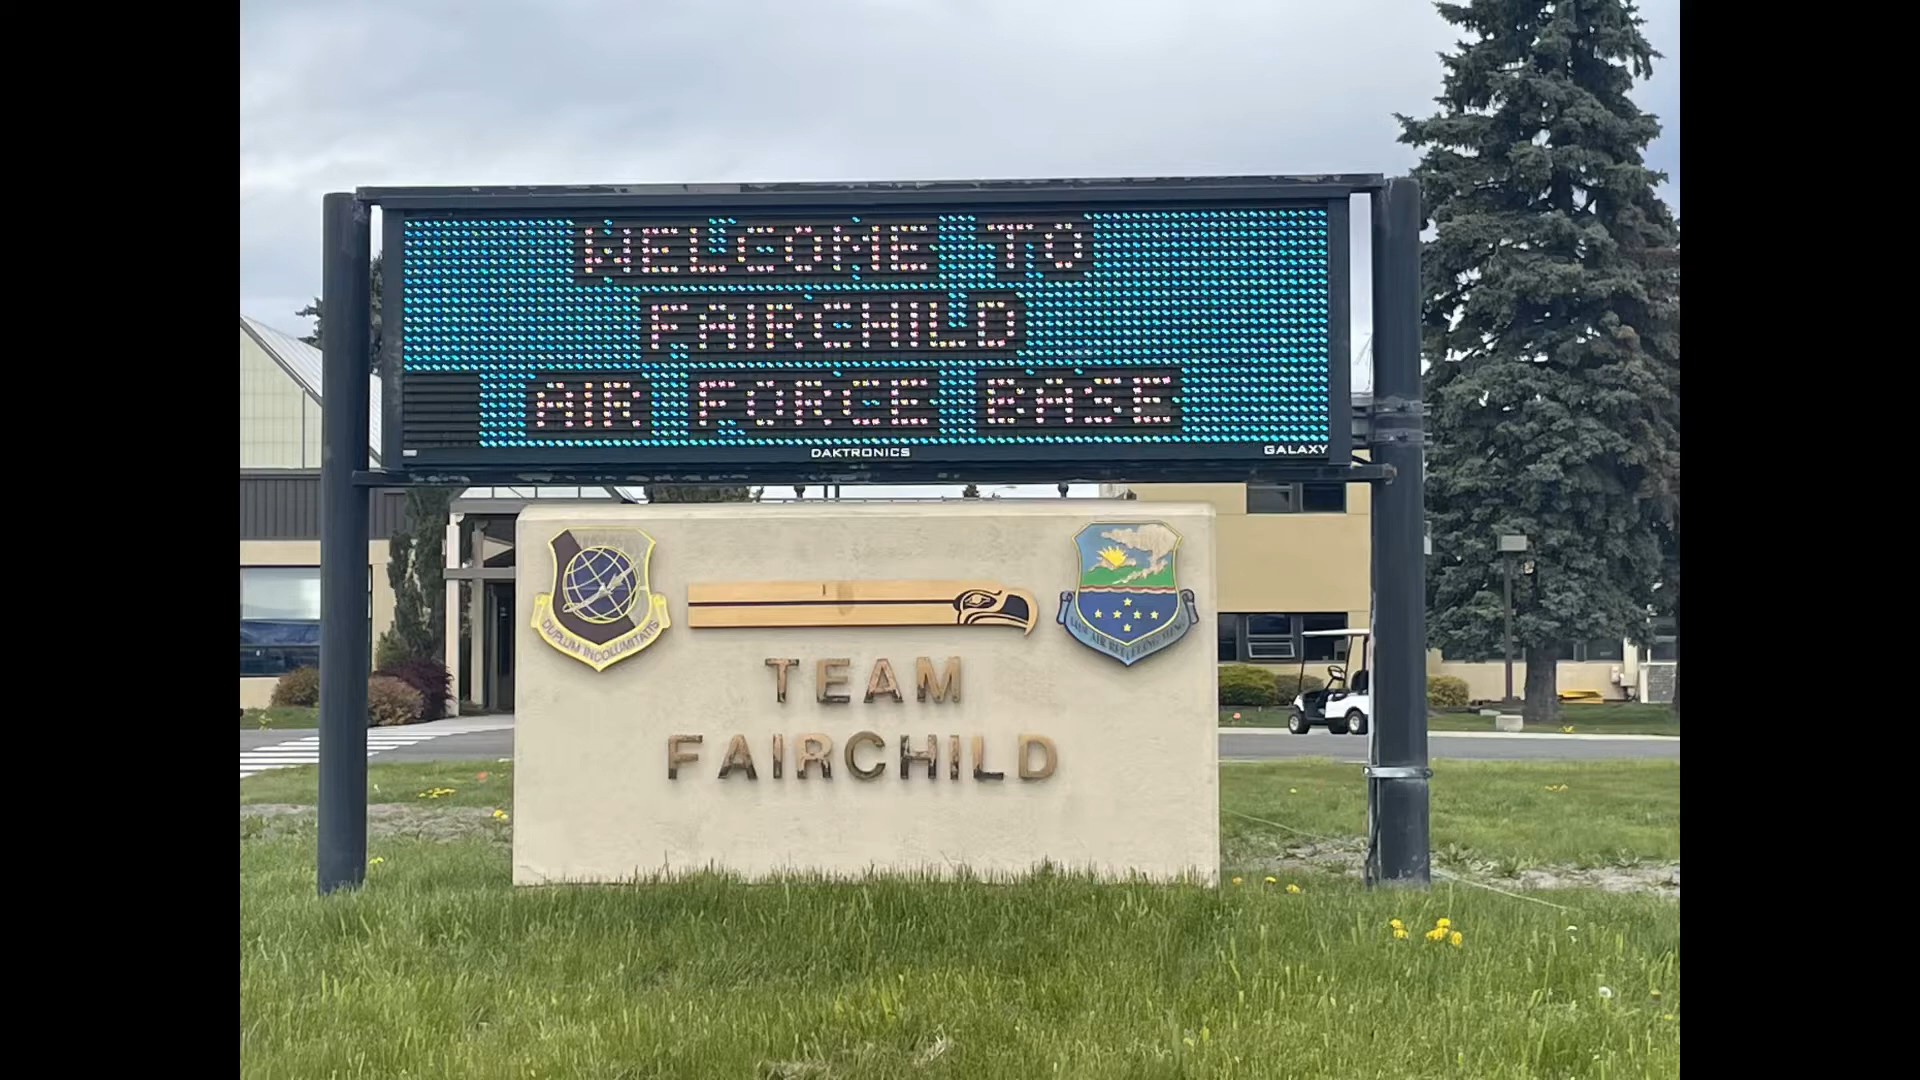 WELCOME TO
FAIRCHILD
AIR FORCE BASE
DAKTRONICS
GALAXY
DUPLUM INCOLUMITATIS
TEAM
FAIRCHILD